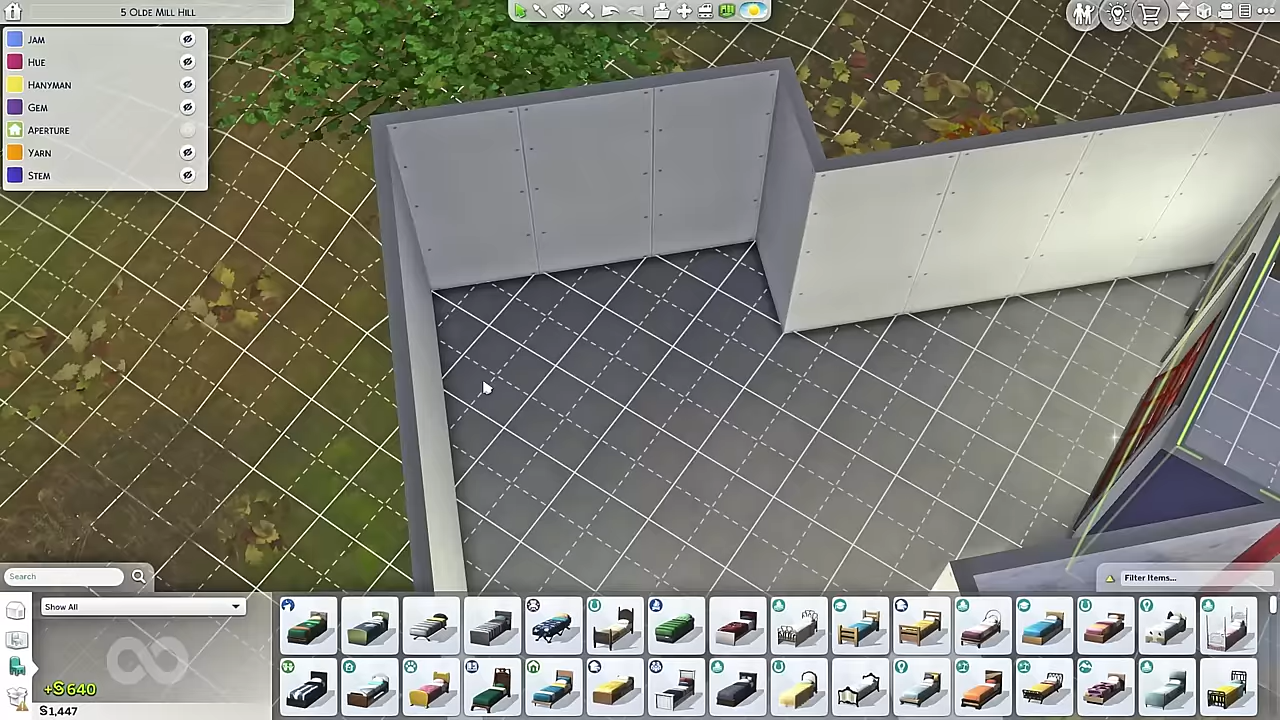 5 OLDE MILL HILL
JAM
HUE
HANYMAN
GEM
APERTURE
YARN
STEM
Search
Filter Items...
Show All
+§640
§1,447